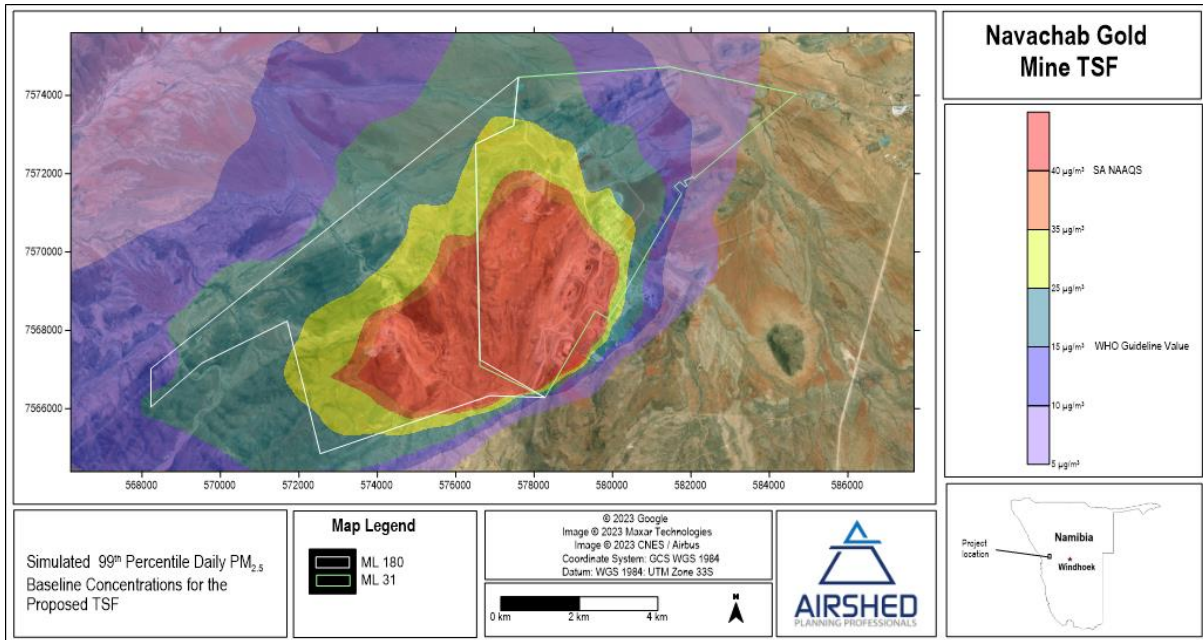 Navachab Gold
Mine TSF
7574000
7572000
7570000
7568000
7566000
568000
570000
572000
574000
576000
578000
580000
582000
584000
586000
40 µg/m³ SA NAAQS
35 µg/m³
25 µg/m³
15 µg/m³ WHO Guideline Value
10 µg/m³
5 µg/m³
Simulated 99th Percentile Daily PM2.5
Baseline Concentrations for the
Proposed TSF
Map Legend
ML 180
ML 31
© 2023 Google
Image © 2023 Maxar Technologies
Image © 2023 CNES / Airbus
Coordinate System: GCS WGS 1984
Datum: WGS 1984: UTM Zone 33S
0 km 2 km 4 km
N
AIRSHED
PLANNING PROFESSIONALS
Namibia
Project
location
Windhoek